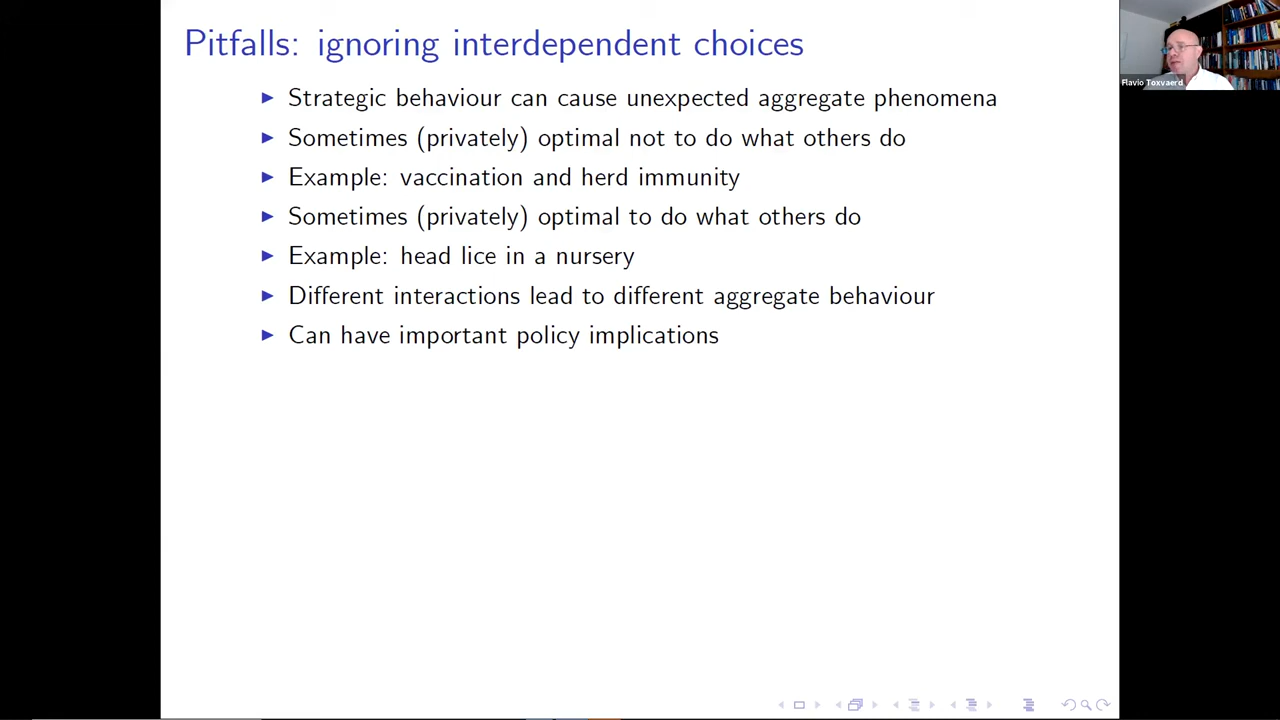 Pitfalls: ignoring interdependent choices
Strategic behaviour can cause unexpected aggregate phenomena
Sometimes (privately) optimal not to do what others do
Example: vaccination and herd immunity
Sometimes (privately) optimal to do what others do
Example: head lice in a nursery
Different interactions lead to different aggregate behaviour
Can have important policy implications
Flavio Toxvaerd